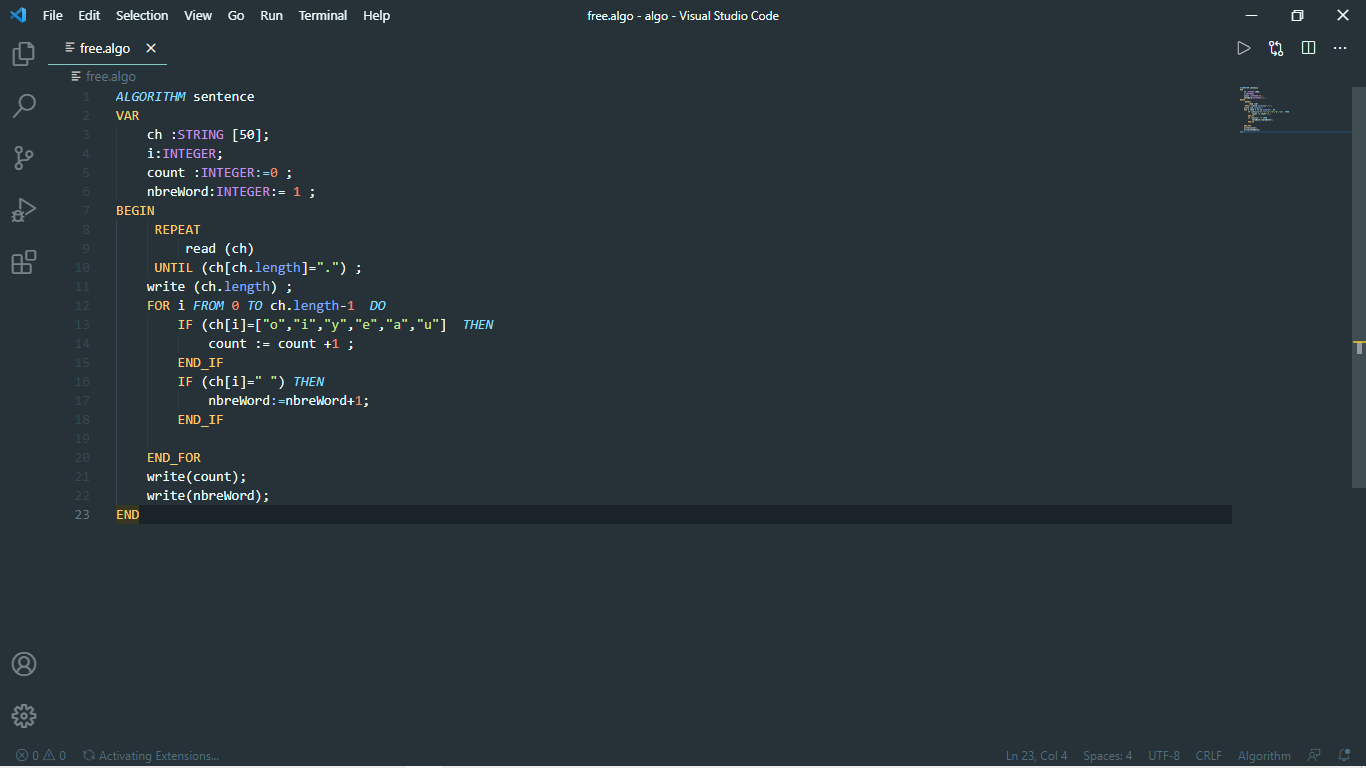 File Edit Selection View Go Run Terminal Help free.algo - algo - Visual Studio Code
free.algo
free.algo
1 ALGORITHM sentence
2 VAR
3 ch :STRING [50];
4 i:INTEGER;
5 count :INTEGER:=0 ;
6 nbreWord:INTEGER:= 1 ;
7 BEGIN
8 REPEAT
9 read (ch)
10 UNTIL (ch[ch.length]=".") ;
11 write (ch.length) ;
12 FOR i FROM 0 TO ch.length-1 DO
13 IF (ch[i]=["o","i","y","e","a","u"] THEN
14 count := count +1 ;
15 END_IF
16 IF (ch[i]=" ") THEN
17 nbreWord:=nbreWord+1;
18 END_IF
19
20 END_FOR
21 write(count);
22 write(nbreWord);
23 END
0 0 Activating Extensions... Ln 23, Col 4 Spaces: 4 UTF-8 CRLF Algorithm